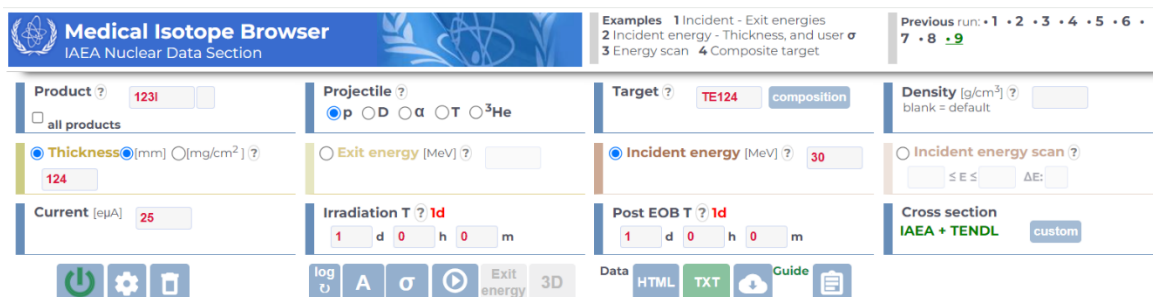 Medical Isotope Browser
IAEA Nuclear Data Section
Examples 1 Incident - Exit energies
2 Incident energy - Thickness, and user σ
3 Energy scan 4 Composite target
Previous run: • 1 • 2 • 3 • 4 • 5 • 6 •
7 • 8 • 9
Product ? 123I
all products
Projectile ?
p D α T ³He
Target ? TE124 composition
Density [g/cm³] ?
blank = default
Thickness [mm] [mg/cm²] ?
124
Exit energy [MeV] ?
Incident energy [MeV] ? 30
Incident energy scan ?
≤ E ≤ ΔE:
Current [eµA] 25
Irradiation T ? 1d
1 d 0 h 0 m
Post EOB T ? 1d
1 d 0 h 0 m
Cross section
IAEA + TENDL custom
log
↻
A
σ
Exit
energy
3D
Data HTML TXT Guide